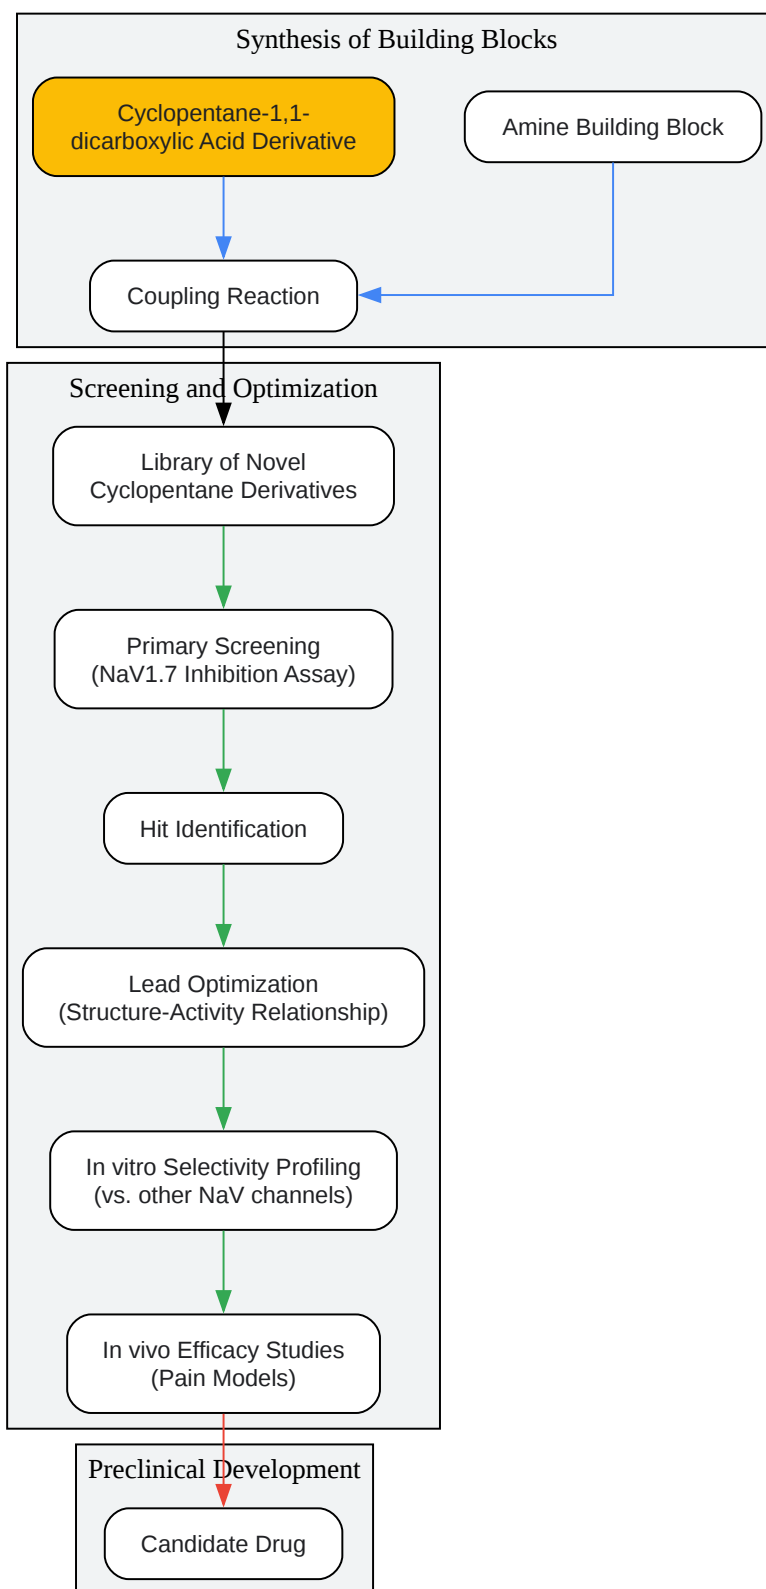 Synthesis of Building Blocks
Cyclopentane-1,1-
dicarboxylic Acid Derivative
Amine Building Block
Coupling Reaction
Screening and Optimization
Library of Novel
Cyclopentane Derivatives
Primary Screening
(NaV1.7 Inhibition Assay)
Hit Identification
Lead Optimization
(Structure-Activity Relationship)
In vitro Selectivity Profiling
(vs. other NaV channels)
In vivo Efficacy Studies
(Pain Models)
Preclinical Development
Candidate Drug